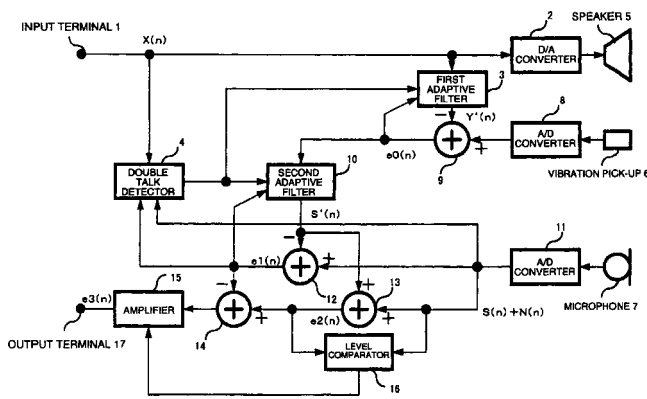 INPUT TERMINAL 1
X(n)
2
D/A
CONVERTER
SPEAKER 5
FIRST
ADAPTIVE
FILTER
3
− Y'(n)
4
DOUBLE
TALK
DETECTOR
10
SECOND
ADAPTIVE
FILTER
e0(n)
+
9
8
A/D
CONVERTER
VIBRATION PICK-UP 6
S'(n)
−
+
e1(n)
12
+
13
11
A/D
CONVERTER
MICROPHONE 7
15
e3(n)
AMPLIFIER
−
+
14
e2(n)
+
S(n)+N(n)
OUTPUT TERMINAL 17
LEVEL
COMPARATOR
16